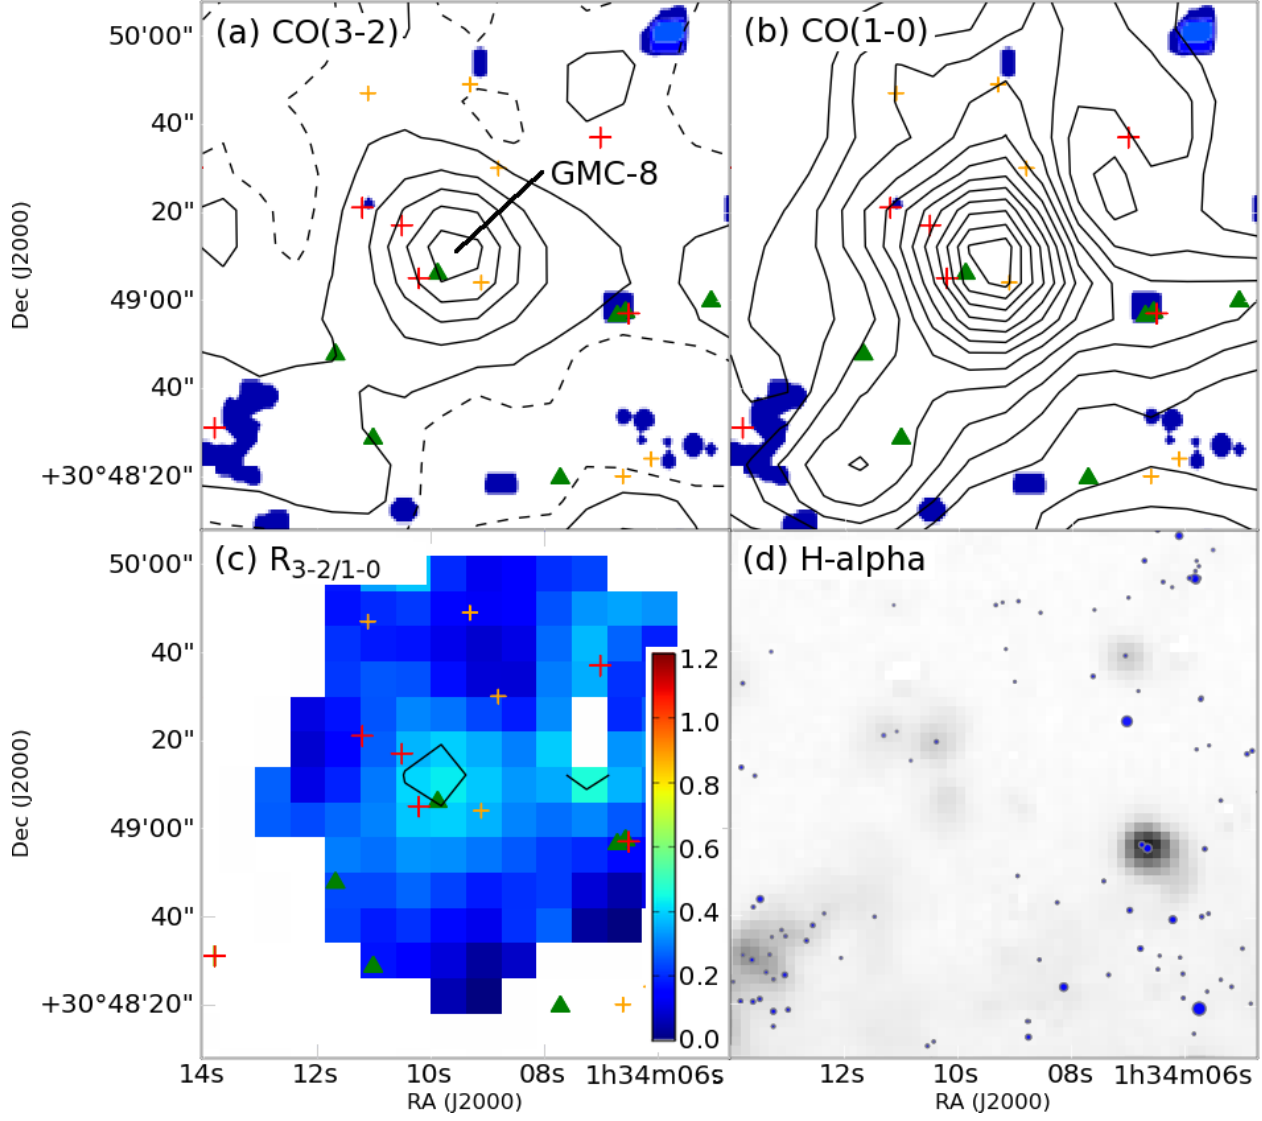 (a) CO(3-2)
(b) CO(1-0)
GMC-8
50'00"
40"
20"
49'00"
40"
+30°48'20"
Dec (J2000)
(c) R3-2/1-0
(d) H-alpha
50'00"
40"
20"
49'00"
40"
+30°48'20"
Dec (J2000)
1.2
1.0
0.8
0.6
0.4
0.2
0.0
14s 12s 10s 08s 1h34m06s
RA (J2000)
12s 10s 08s 1h34m06s
RA (J2000)